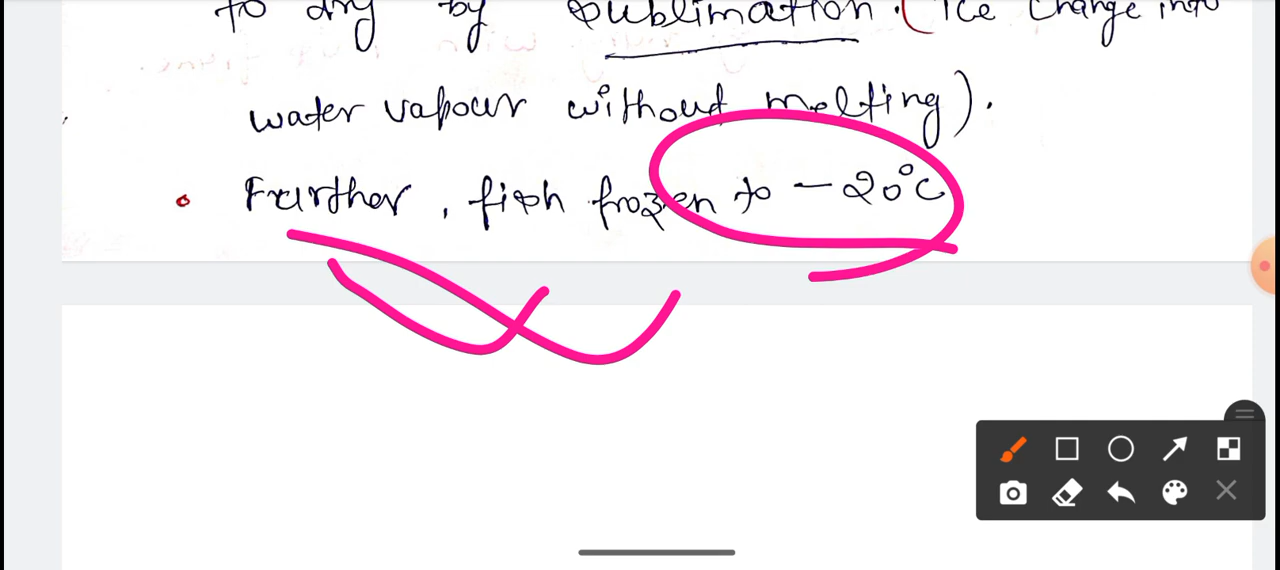 to dry by sublimation. (Ice change into
water vapour without melting).
• Further, fish frozen to -20°C